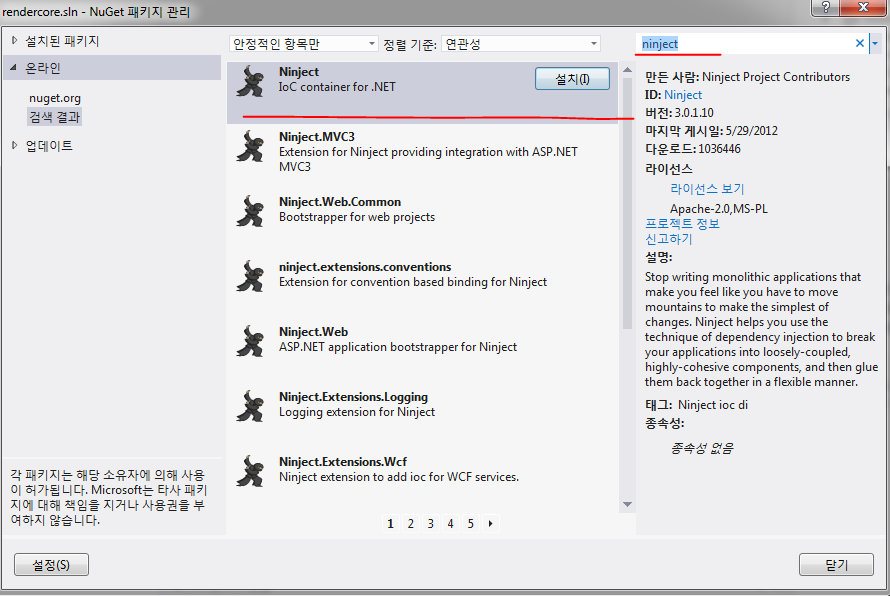 rendercore.sln - NuGet 패키지 관리
설치된 패키지
온라인
nuget.org
검색 결과
업데이트
각 패키지는 해당 소유자에 의해 사용
이 허가됩니다. Microsoft는 타사 패키
지에 대해 책임을 지거나 사용권을 부
여하지 않습니다.
안정적인 항목만 정렬 기준: 연관성
Ninject
IoC container for .NET
설치(I)
Ninject.MVC3
Extension for Ninject providing integration with ASP.NET
MVC3
Ninject.Web.Common
Bootstrapper for web projects
ninject.extensions.conventions
Extension for convention based binding for Ninject
Ninject.Web
ASP.NET application bootstrapper for Ninject
Ninject.Extensions.Logging
Logging extension for Ninject
Ninject.Extensions.Wcf
Ninject extension to add ioc for WCF services.
1 2 3 4 5
ninject
만든 사람: Ninject Project Contributors
ID: Ninject
버전: 3.0.1.10
마지막 게시일: 5/29/2012
다운로드: 1036446
라이선스
라이선스 보기
Apache-2.0,MS-PL
프로젝트 정보
신고하기
설명:
Stop writing monolithic applications that
make you feel like you have to move
mountains to make the simplest of
changes. Ninject helps you use the
technique of dependency injection to break
your applications into loosely-coupled,
highly-cohesive components, and then glue
them back together in a flexible manner.
태그: Ninject ioc di
종속성:
종속성 없음
설정(S)
닫기